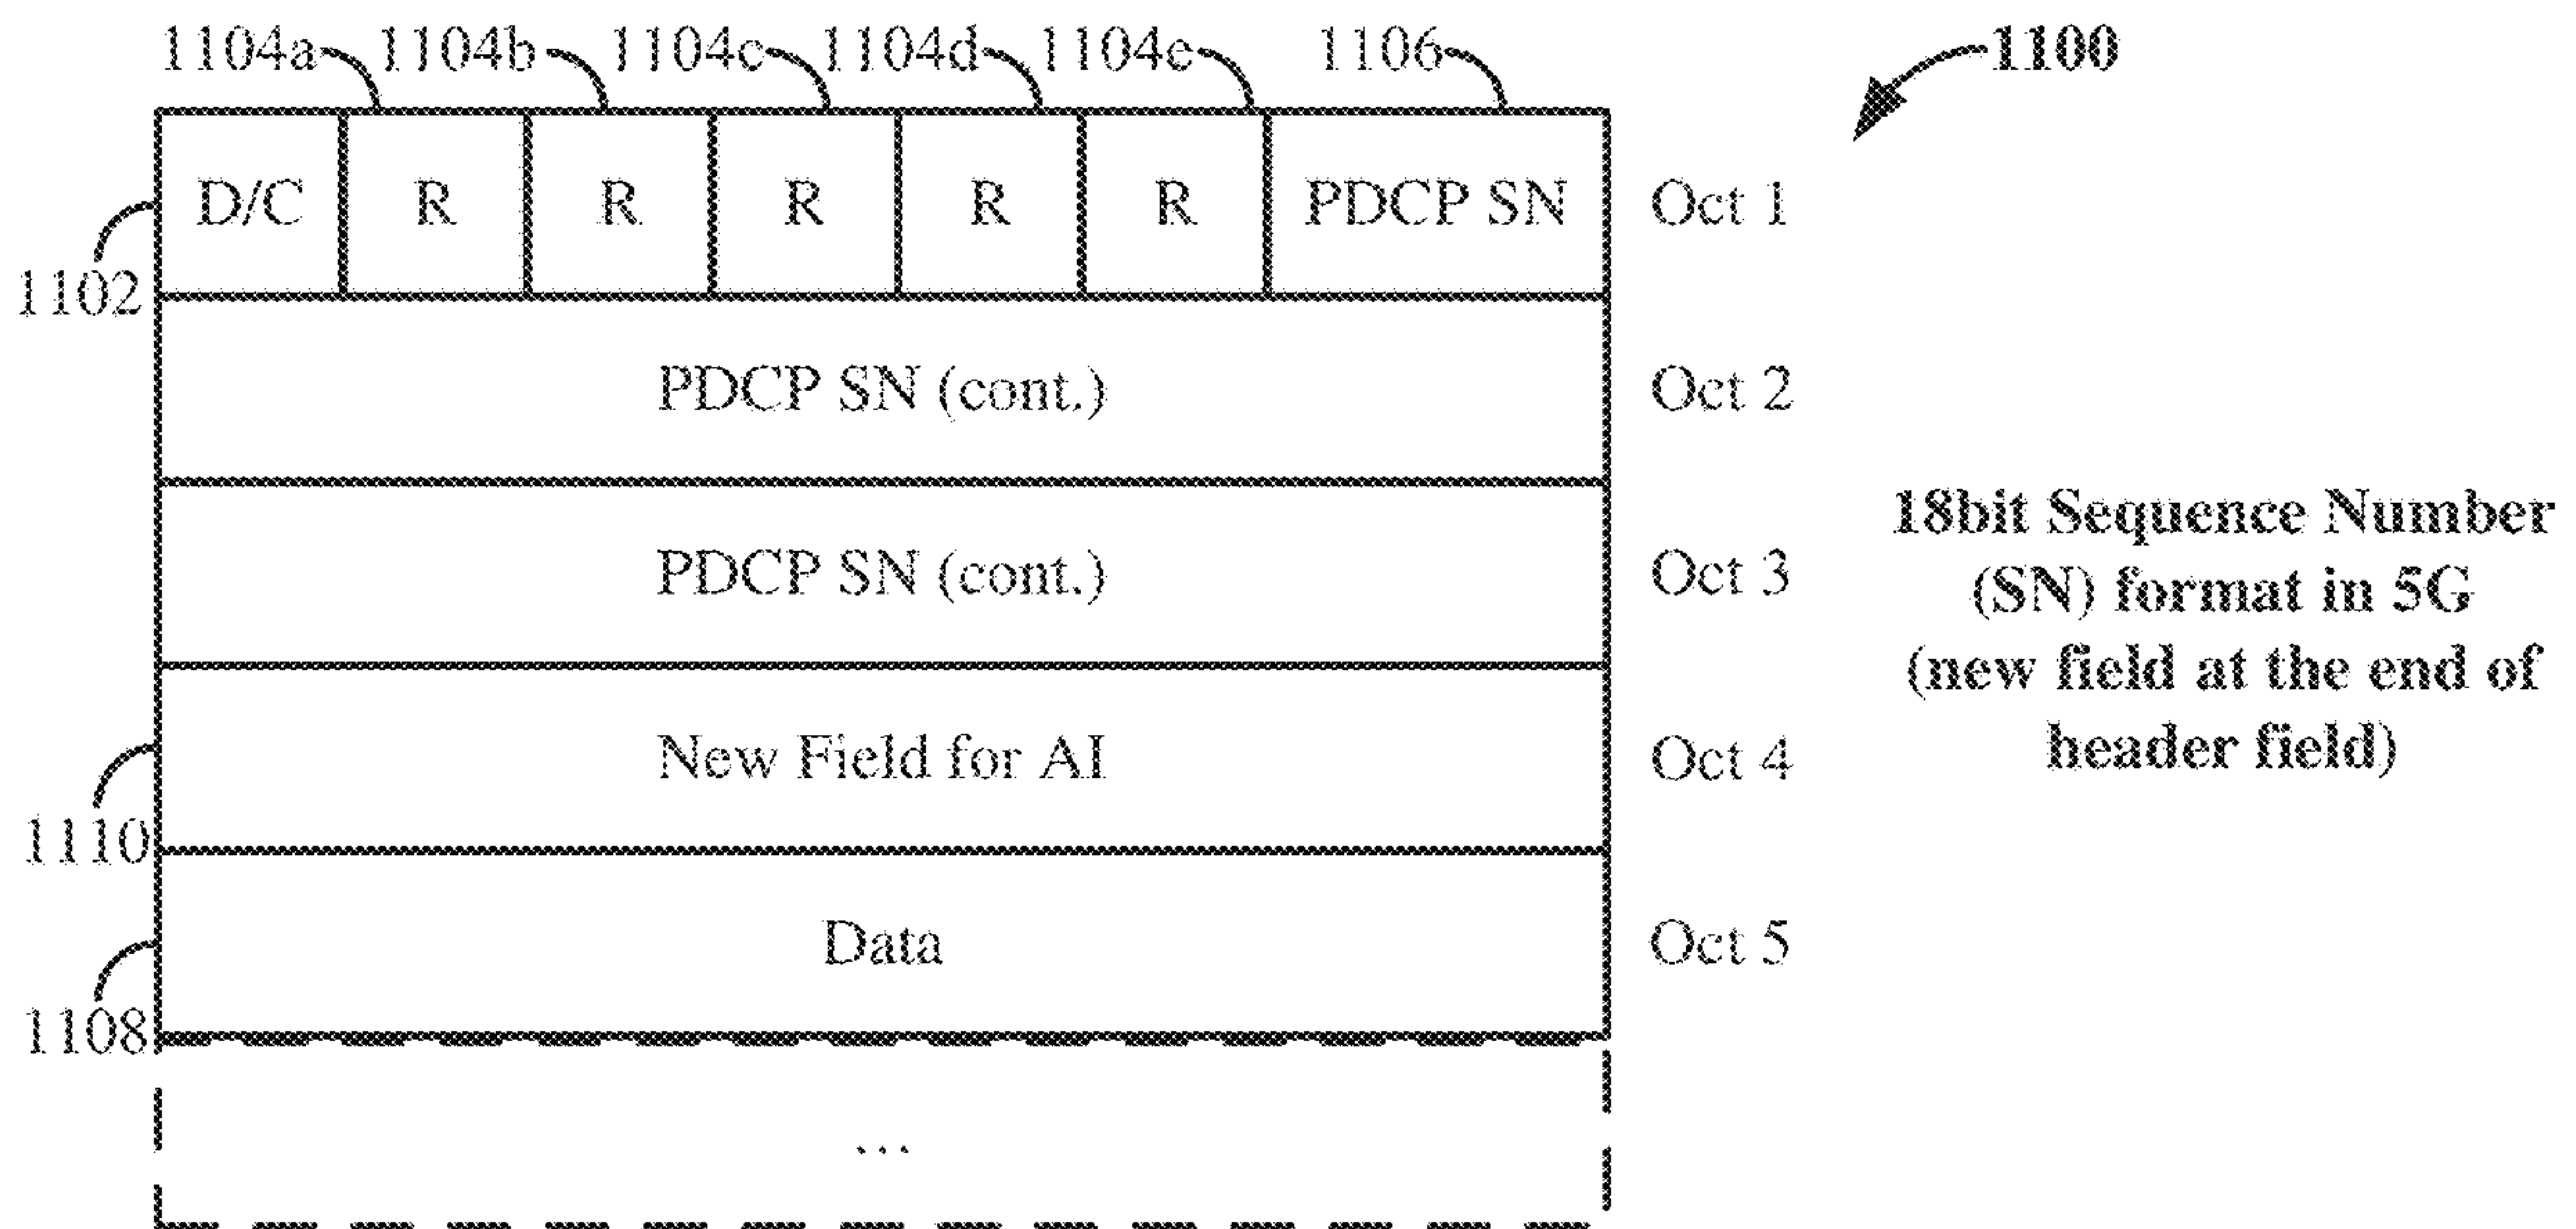 1104a 1104b 1104c 1104d 1104e 1106 1100
D/C R R R R R PDCP SN Oct 1
1102
PDCP SN (cont.) Oct 2
PDCP SN (cont.) Oct 3
18bit Sequence Number
(SN) format in 5G
(new field at the end of
header field)
New Field for AI Oct 4
1110
Data Oct 5
1108
...